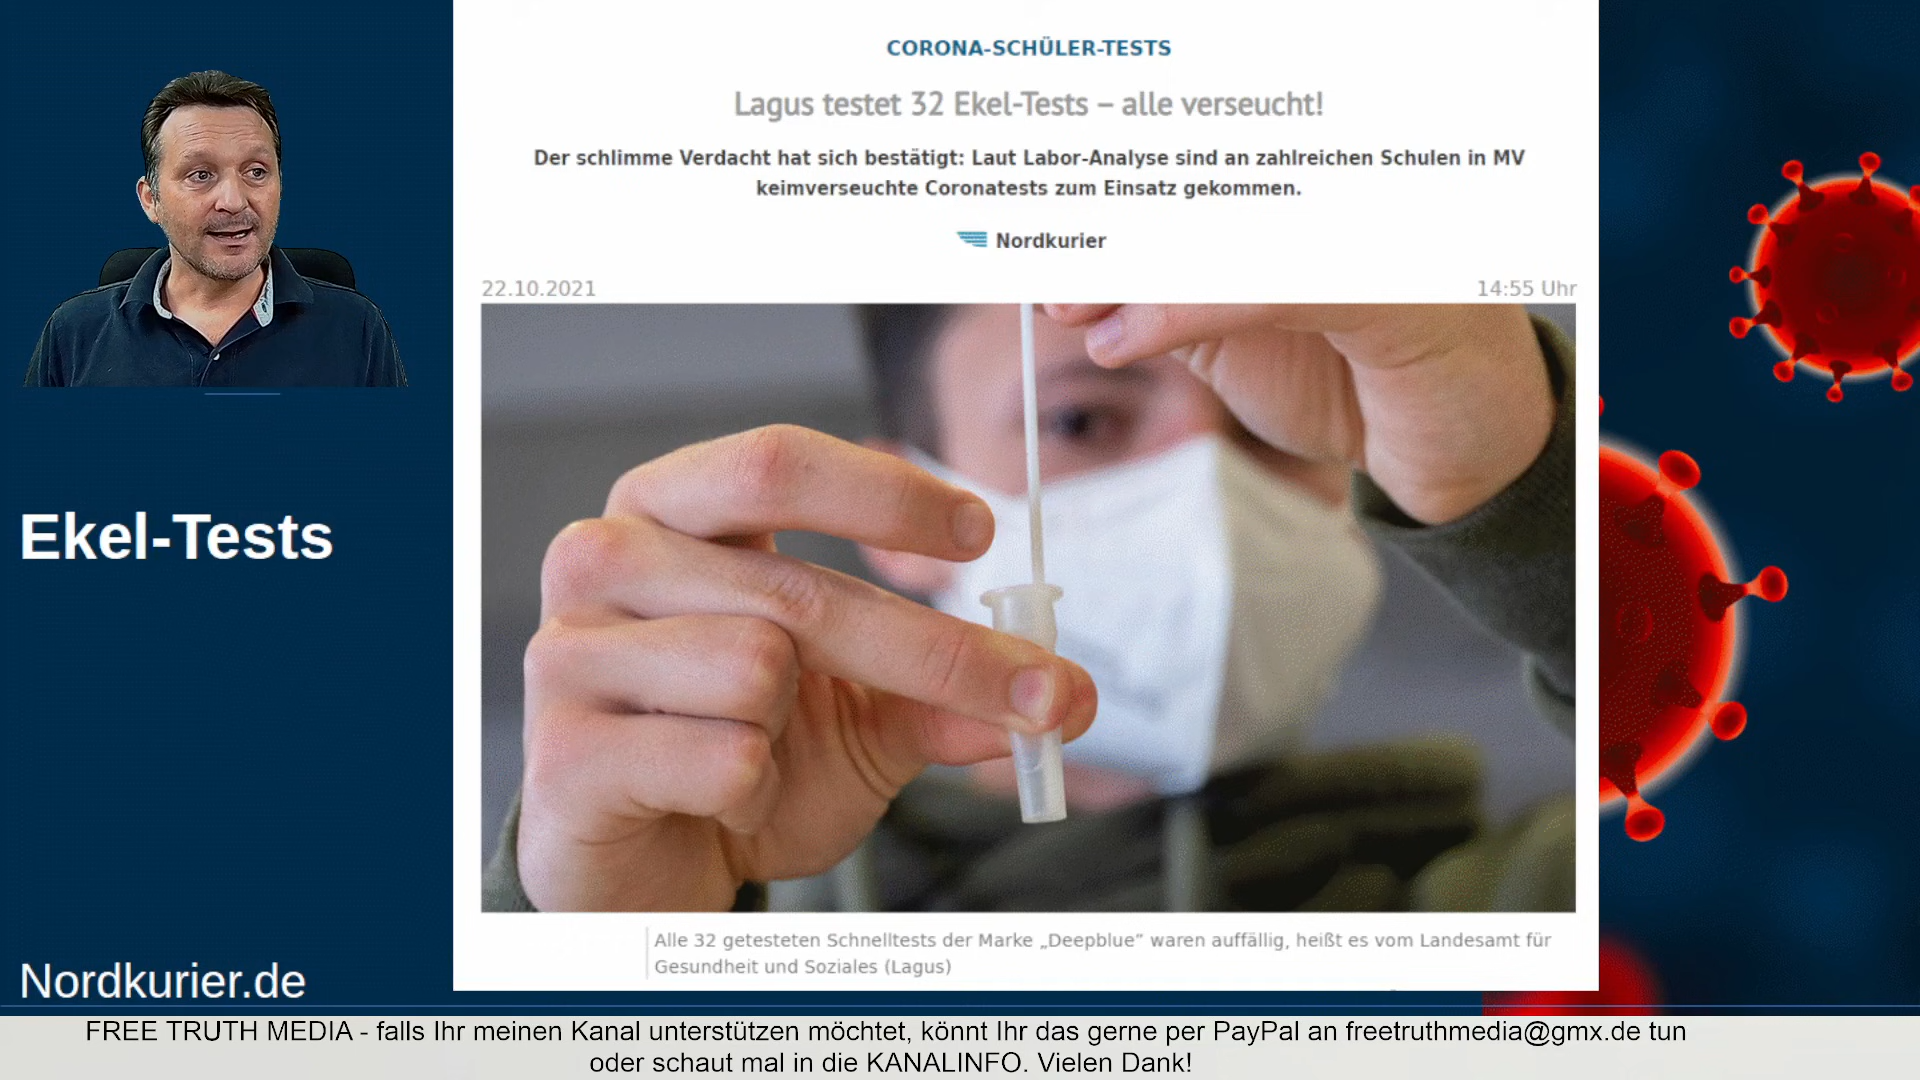 CORONA-SCHÜLER-TESTS
Lagus testet 32 Ekel-Tests – alle verseucht!
Der schlimme Verdacht hat sich bestätigt: Laut Labor-Analyse sind an zahlreichen Schulen in MV
keimverseuchte Coronatests zum Einsatz gekommen.
Nordkurier
22.10.2021 14:55 Uhr
Ekel-Tests
Alle 32 getesteten Schnelltests der Marke „Deepblue“ waren auffällig, heißt es vom Landesamt für
Gesundheit und Soziales (Lagus)
Nordkurier.de
FREE TRUTH MEDIA - falls Ihr meinen Kanal unterstützen möchtet, könnt Ihr das gerne per PayPal an freetruthmedia@gmx.de tun
oder schaut mal in die KANALINFO. Vielen Dank!